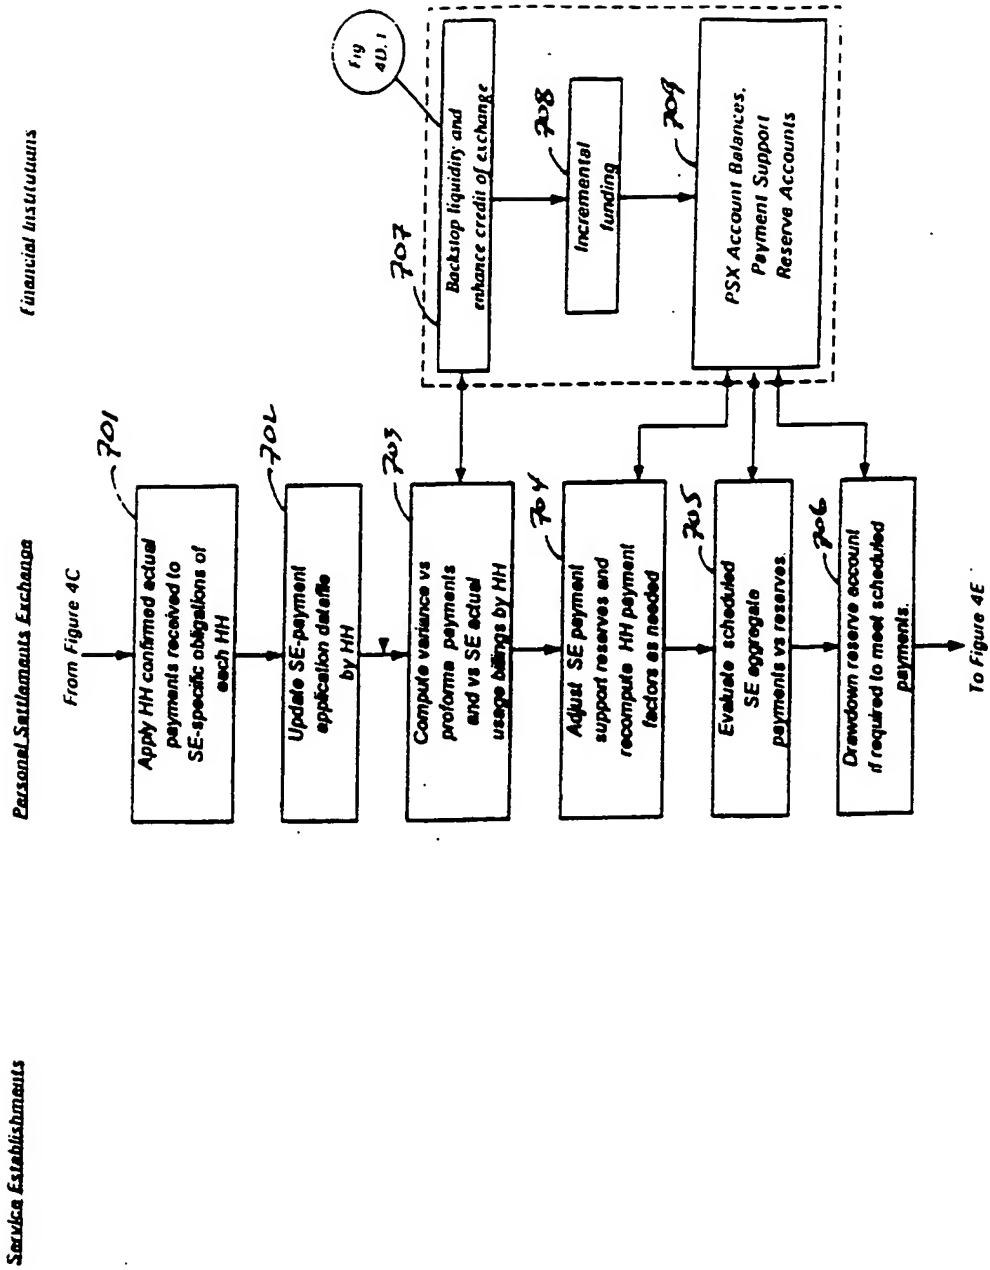 Service Establishments
Personal Settlements Exchange
Financial Institutions
From Figure 4C
701
Apply HH confirmed actual
payments received to
SE-specific obligations of
each HH
702
Update SE-payment
application datafile
by HH
703
Compute variance vs
proforma payments
and vs SE actual
usage billings by HH
704
Adjust SE payment
support reserves and
recompute HH payment
factors as needed
705
Evaluate scheduled
SE aggregate
payments vs reserves.
706
Drawdown reserve account
if required to meet scheduled
payments.
To Figure 4E
Fig
4D.1
707
Backstop liquidity and
enhance credit of exchange
708
Incremental
funding
709
PSX Account Balances,
Payment Support
Reserve Accounts